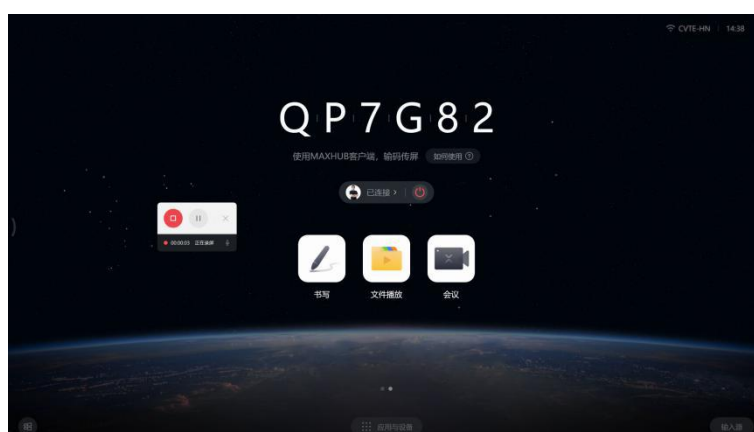 CVTE-HN 14:38
QP7G82
使用MAXHUB客户端，输码传屏 如何使用
已连接
00:00:03 正在录屏
书写 文件播放 会议
应用与设备 输入源